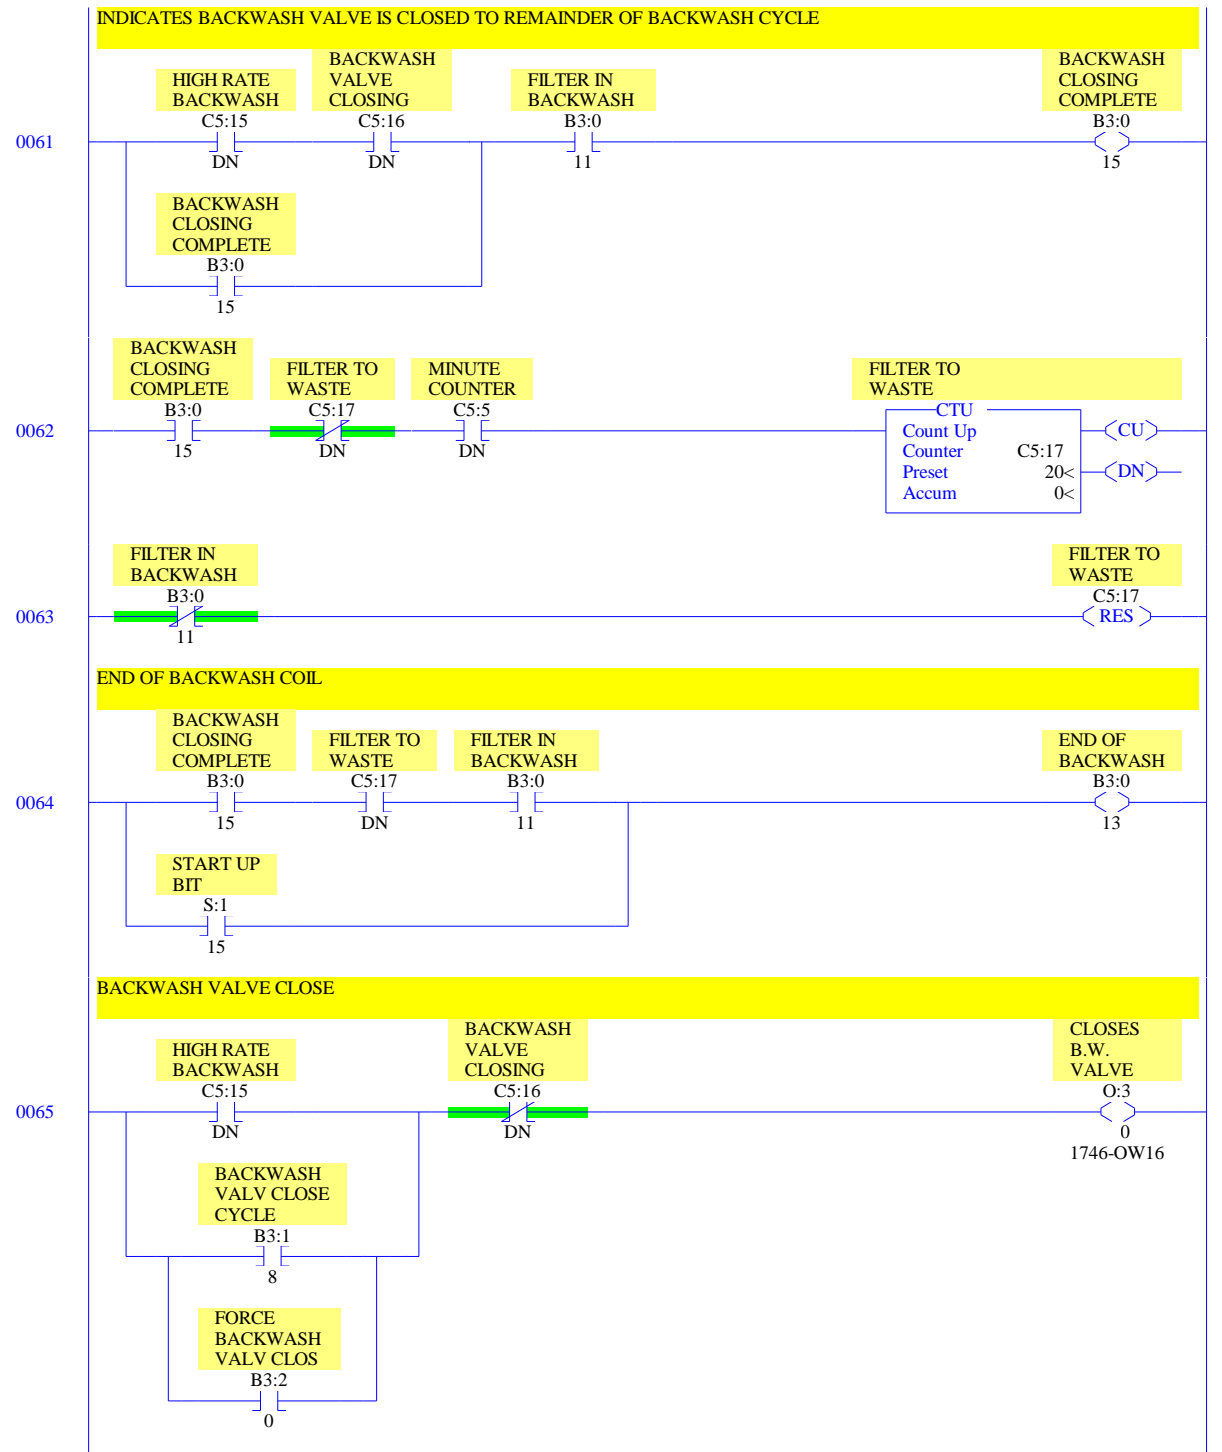 INDICATES BACKWASH VALVE IS CLOSED TO REMAINDER OF BACKWASH CYCLE
HIGH RATE
BACKWASH
C5:15
DN
BACKWASH
VALVE
CLOSING
C5:16
DN
FILTER IN
BACKWASH
B3:0
11
BACKWASH
CLOSING
COMPLETE
B3:0
15
0061
BACKWASH
CLOSING
COMPLETE
B3:0
15
BACKWASH
CLOSING
COMPLETE
B3:0
15
FILTER TO
WASTE
C5:17
DN
MINUTE
COUNTER
C5:5
DN
FILTER TO
WASTE
CTU
Count Up
Counter C5:17
Preset 20<
Accum 0<
CU
DN
0062
FILTER IN
BACKWASH
B3:0
11
FILTER TO
WASTE
C5:17
RES
0063
END OF BACKWASH COIL
BACKWASH
CLOSING
COMPLETE
B3:0
15
FILTER TO
WASTE
C5:17
DN
FILTER IN
BACKWASH
B3:0
11
END OF
BACKWASH
B3:0
13
0064
START UP
BIT
S:1
15
BACKWASH VALVE CLOSE
HIGH RATE
BACKWASH
C5:15
DN
BACKWASH
VALVE
CLOSING
C5:16
DN
CLOSES
B.W.
VALVE
O:3
0
1746-OW16
0065
BACKWASH
VALV CLOSE
CYCLE
B3:1
8
FORCE
BACKWASH
VALV CLOS
B3:2
0